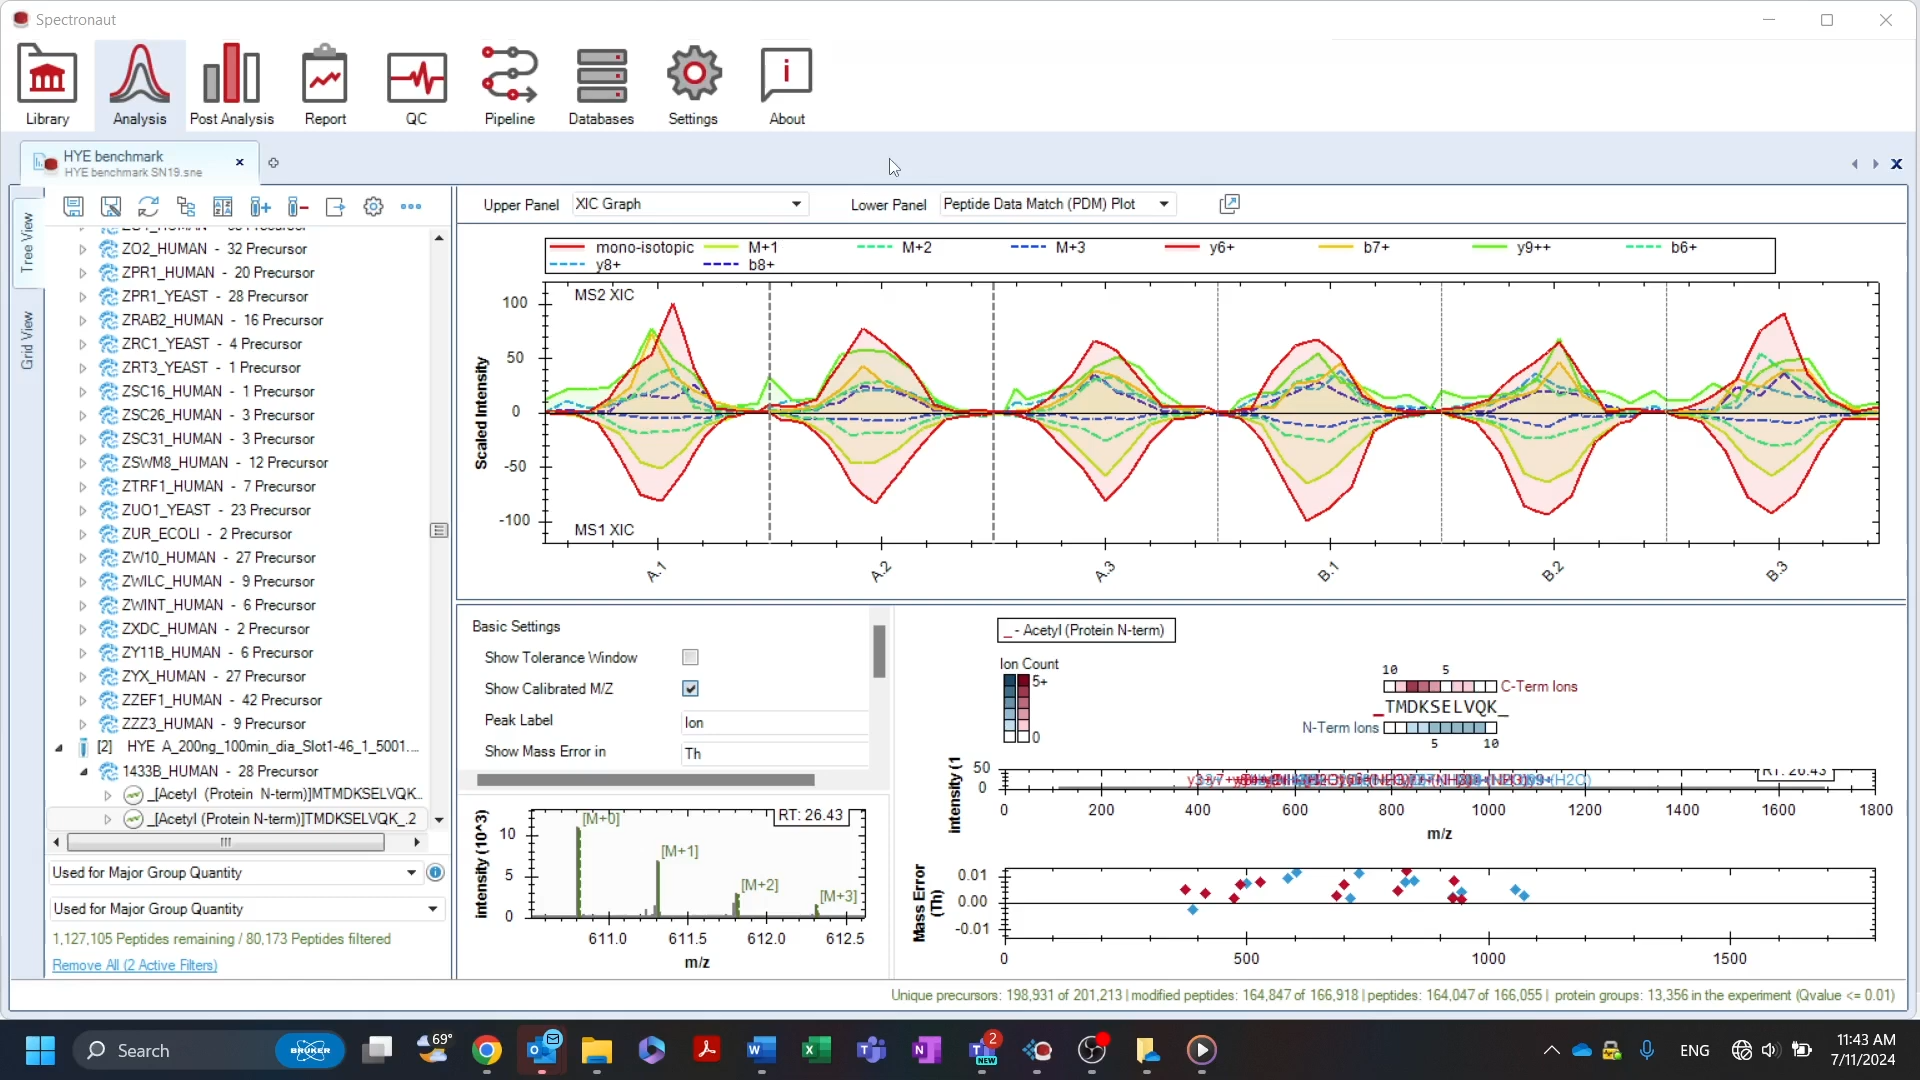 Spectronaut
Library
Analysis
Post Analysis
Report
QC
Pipeline
Databases
Settings
About
HYE benchmark
HYE benchmark SN19.sne
Tree View
Grid View
ZO2_HUMAN - 32 Precursor
ZPR1_HUMAN - 20 Precursor
ZPR1_YEAST - 28 Precursor
ZRAB2_HUMAN - 16 Precursor
ZRC1_YEAST - 4 Precursor
ZRT3_YEAST - 1 Precursor
ZSC16_HUMAN - 1 Precursor
ZSC26_HUMAN - 3 Precursor
ZSC31_HUMAN - 3 Precursor
ZSWM8_HUMAN - 12 Precursor
ZTRF1_HUMAN - 7 Precursor
ZUO1_YEAST - 23 Precursor
ZUR_ECOLI - 2 Precursor
ZW10_HUMAN - 27 Precursor
ZWILC_HUMAN - 9 Precursor
ZWINT_HUMAN - 6 Precursor
ZXDC_HUMAN - 2 Precursor
ZY11B_HUMAN - 6 Precursor
ZYX_HUMAN - 27 Precursor
ZZEF1_HUMAN - 42 Precursor
ZZZ3_HUMAN - 9 Precursor
[2] HYE A_200ng_100min_dia_Slot1-46_1_5001....
1433B_HUMAN - 28 Precursor
_[Acetyl (Protein N-term)]MTMDKSELVQK..
_[Acetyl (Protein N-term)]TMDKSELVQK_.2
Used for Major Group Quantity
Used for Major Group Quantity
1,127,105 Peptides remaining / 80,173 Peptides filtered
Remove All (2 Active Filters)
Upper Panel XIC Graph
Lower Panel Peptide Data Match (PDM) Plot
mono-isotopic M+1 M+2 M+3 y6+ b7+ y9++ b6+
y8+ b8+
MS2 XIC
100
50
0
-50
-100
Scaled Intensity
MS1 XIC
A.1 A.2 A.3 B.1 B.2 B.3
Basic Settings
Show Tolerance Window
Show Calibrated M/Z
Peak Label Ion
Show Mass Error in Th
RT: 26.43
[M+0]
[M+1]
[M+2]
[M+3]
intensity (10^3)
10
5
0
611.0 611.5 612.0 612.5
m/z
_ - Acetyl (Protein N-term)
Ion Count
5+
0
10 5
C-Term Ions
_TMDKSELVQK_
N-Term Ions
5 10
intensity (1
50
0
RT: 26.43
0 200 400 600 800 1000 1200 1400 1600 1800
m/z
Mass Error
(Th)
0.01
0.00
-0.01
0 500 1000 1500
Unique precursors: 198,931 of 201,213 | modified peptides: 164,847 of 166,918 | peptides: 164,047 of 166,055 | protein groups: 13,356 in the experiment (Qvalue <= 0.01)
Search
BRUKER
69°
2
NEW
ENG
11:43 AM
7/11/2024